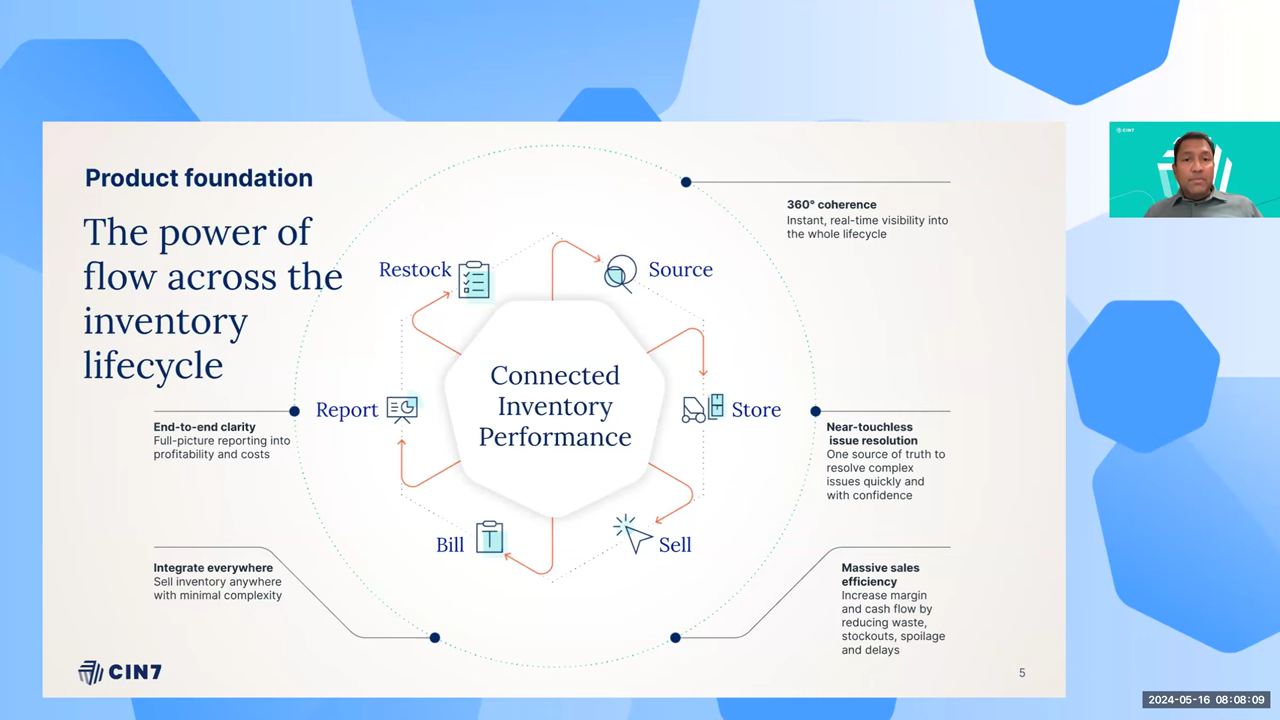 Product foundation
The power of
flow across the
inventory
lifecycle
360° coherence
Instant, real-time visibility into
the whole lifecycle
Restock
Source
Connected
Inventory
Performance
Report
Store
End-to-end clarity
Full-picture reporting into
profitability and costs
Near-touchless
issue resolution
One source of truth to
resolve complex
issues quickly and
with confidence
Bill
Sell
Integrate everywhere
Sell inventory anywhere
with minimal complexity
Massive sales
efficiency
Increase margin
and cash flow by
reducing waste,
stockouts, spoilage
and delays
CIN7
5
CIN7
2024-05-16 08:08:09